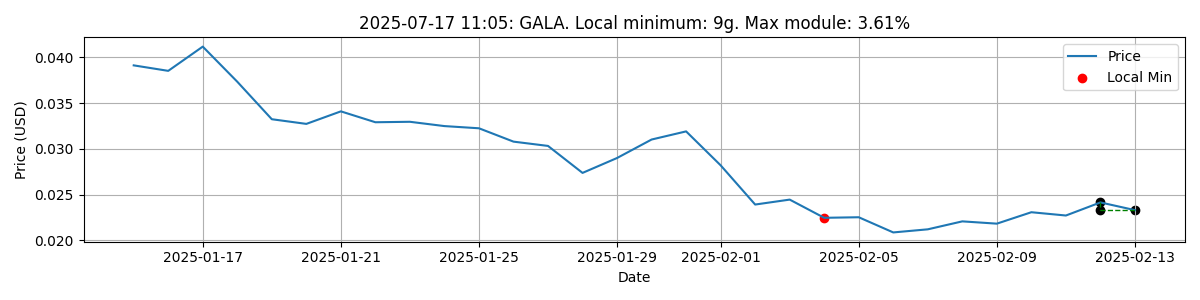 2025-07-17 11:05: GALA. Local minimum: 9g. Max module: 3.61%
Price (USD)
0.040
0.035
0.030
0.025
0.020
Price
Local Min
2025-01-17
2025-01-21
2025-01-25
2025-01-29
2025-02-01
2025-02-05
2025-02-09
2025-02-13
Date